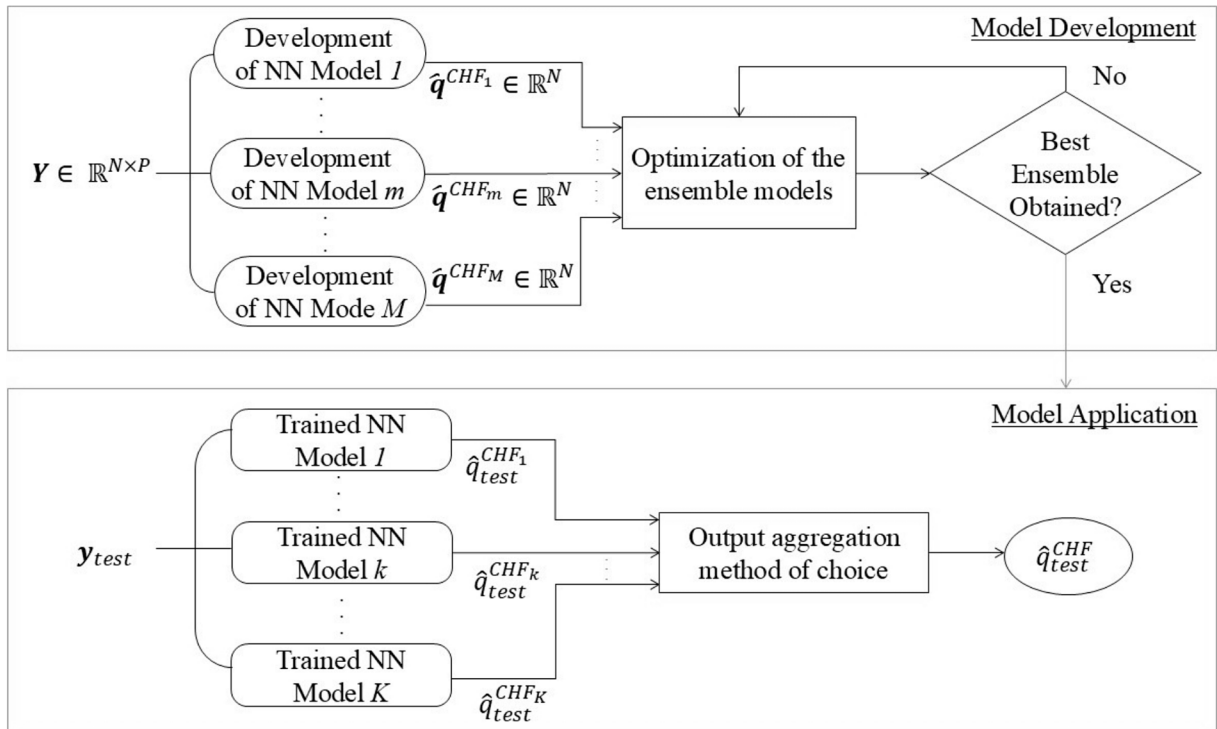 Model Development
Development
of NN Model 1
Y ∈ ℝ^{N×P}
Development
of NN Model m
Development
of NN Mode M
q̂^{CHF_1} ∈ ℝ^N
q̂^{CHF_m} ∈ ℝ^N
q̂^{CHF_M} ∈ ℝ^N
Optimization of the
ensemble models
No
Best
Ensemble
Obtained?
Yes
Model Application
Trained NN
Model 1
y_{test}
Trained NN
Model k
Trained NN
Model K
q̂_{test}^{CHF_1}
q̂_{test}^{CHF_k}
q̂_{test}^{CHF_K}
Output aggregation
method of choice
q̂_{test}^{CHF}